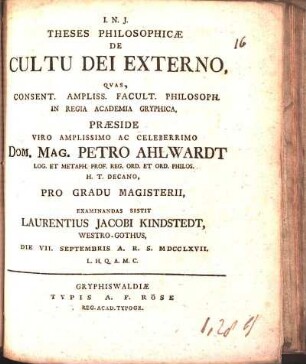 I. N. J.
16
THESES PHILOSOPHICÆ
DE
CULTU DEI EXTERNO,
QVAS,
CONSENT. AMPLISS. FACULT. PHILOSOPH.
IN REGIA ACADEMIA GRYPHICA,
PRÆSIDE
VIRO AMPLISSIMO AC CELEBERRIMO
DOM. MAG. PETRO AHLWARDT
LOG. ET METAPH. PROF. REG. ORD. ET ORD. PHILOS.
H. T. DECANO,
PRO GRADU MAGISTERII,
EXAMINANDAS SISTIT
LAURENTIUS JACOBI KINDSTEDT,
WESTRO-GOTHUS,
DIE VII. SEPTEMBRIS A. R. S. MDCCLXVII.
L. H. Q. A. M. C.
GRYPHISWALDIÆ
TYPIS A. F. RÖSE
REG. ACAD. TYPOGR.